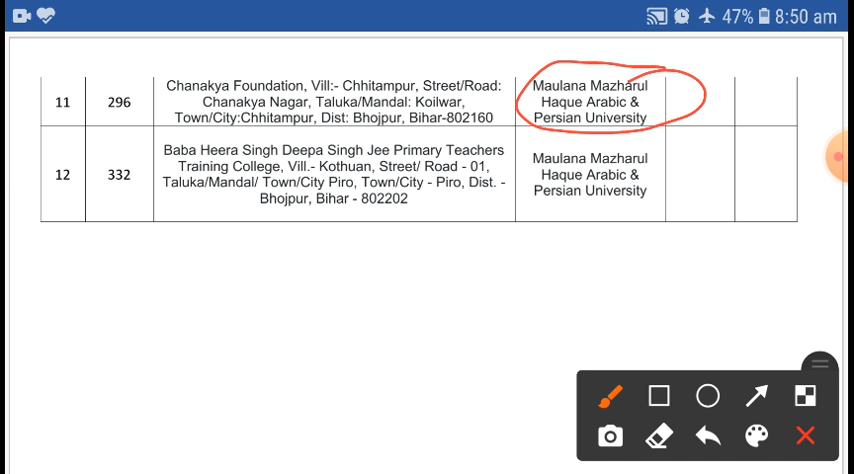 47% 8:50 am
11 296 Chanakya Foundation, Vill:- Chhitampur, Street/Road:
Chanakya Nagar, Taluka/Mandal: Koilwar,
Town/City:Chhitampur, Dist: Bhojpur, Bihar-802160
Maulana Mazharul
Haque Arabic &
Persian University
12 332 Baba Heera Singh Deepa Singh Jee Primary Teachers
Training College, Vill.- Kothuan, Street/ Road - 01,
Taluka/Mandal/ Town/City Piro, Town/City - Piro, Dist. -
Bhojpur, Bihar - 802202
Maulana Mazharul
Haque Arabic &
Persian University